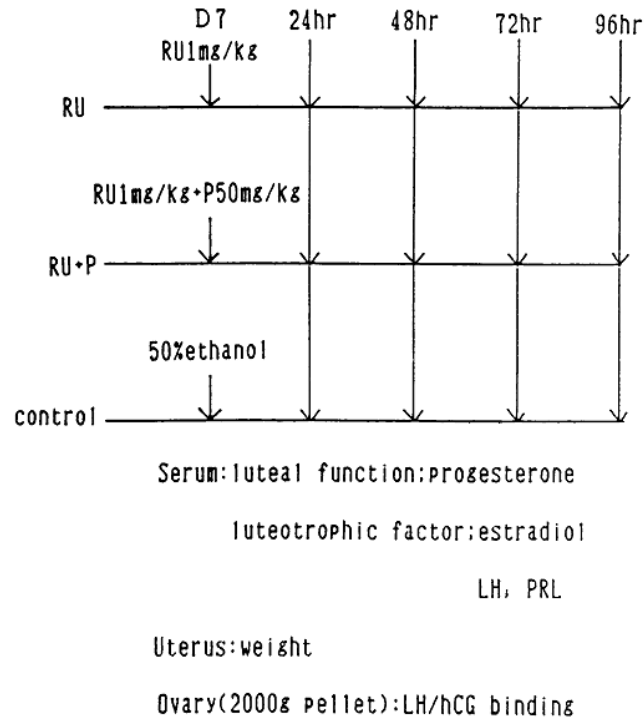 D7 24hr 48hr 72hr 96hr
RU1mg/kg
RU
RU1mg/kg+P50mg/kg
RU+P
50%ethanol
control
Serum:luteal function:progesterone
luteotrophic factor:estradiol
LH, PRL
Uterus:weight
Ovary(2000g pellet):LH/hCG binding